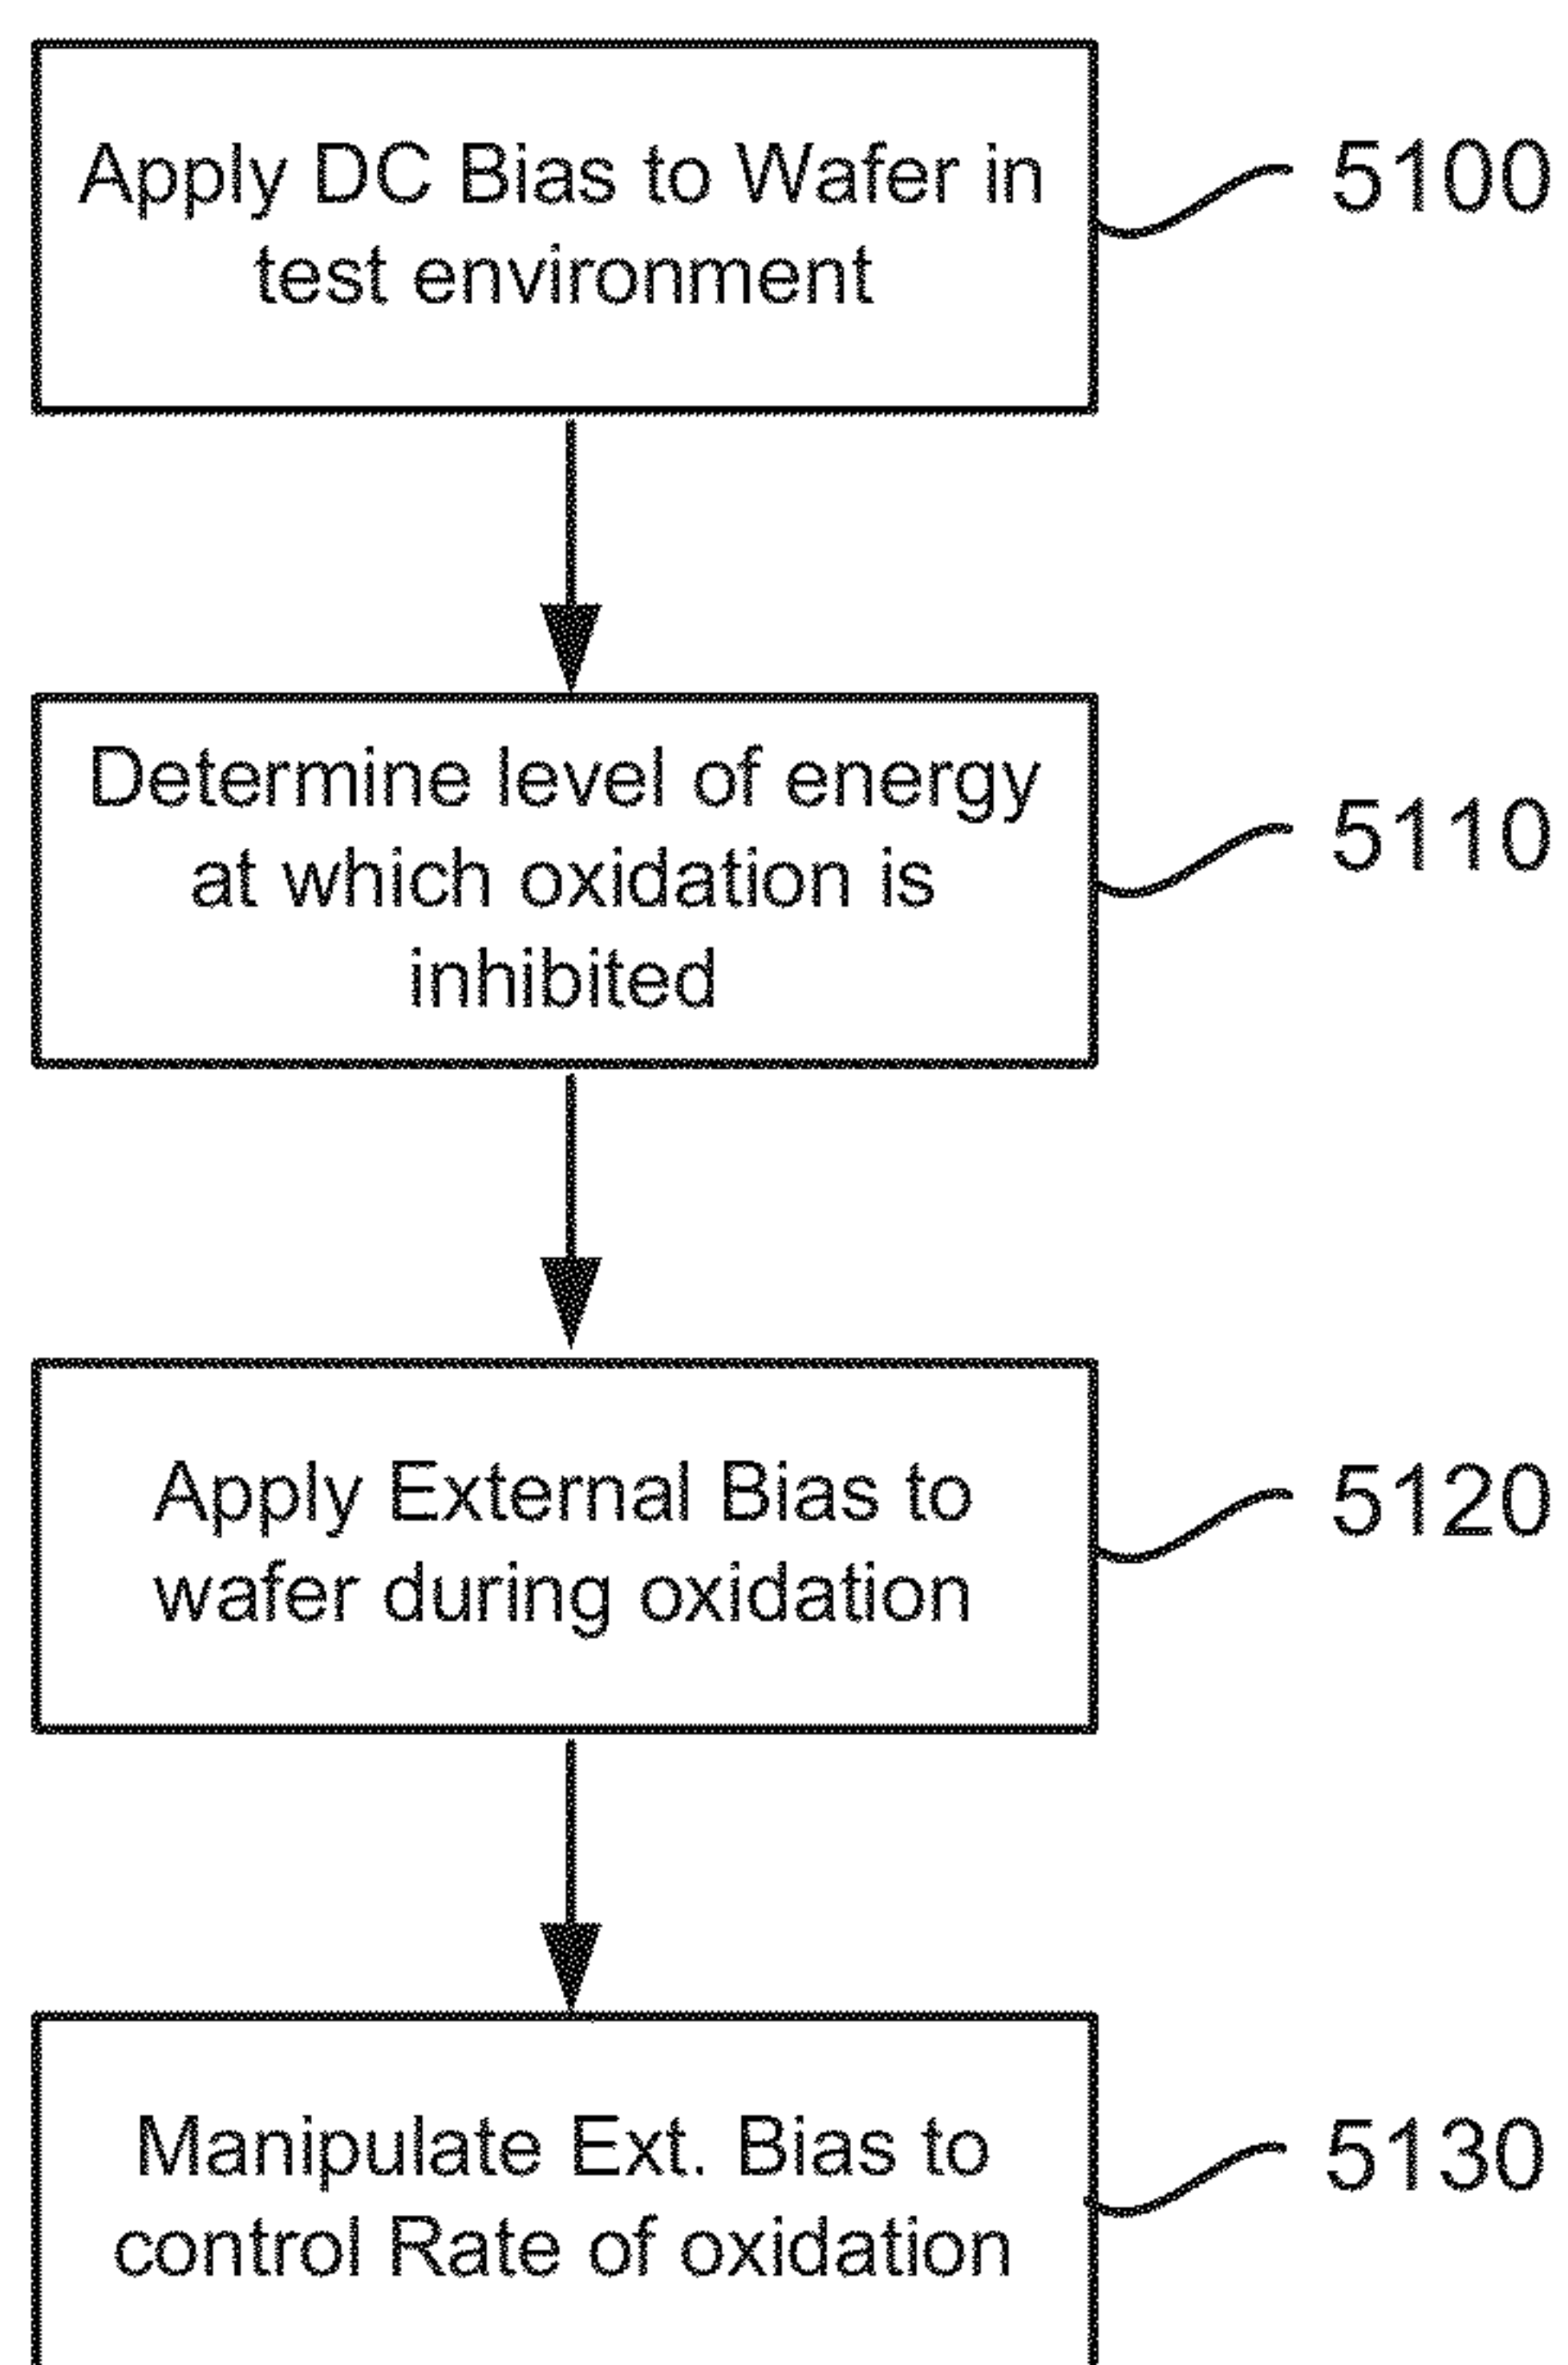 Apply DC Bias to Wafer in
test environment
5100
Determine level of energy
at which oxidation is
inhibited
5110
Apply External Bias to
wafer during oxidation
5120
Manipulate Ext. Bias to
control Rate of oxidation
5130